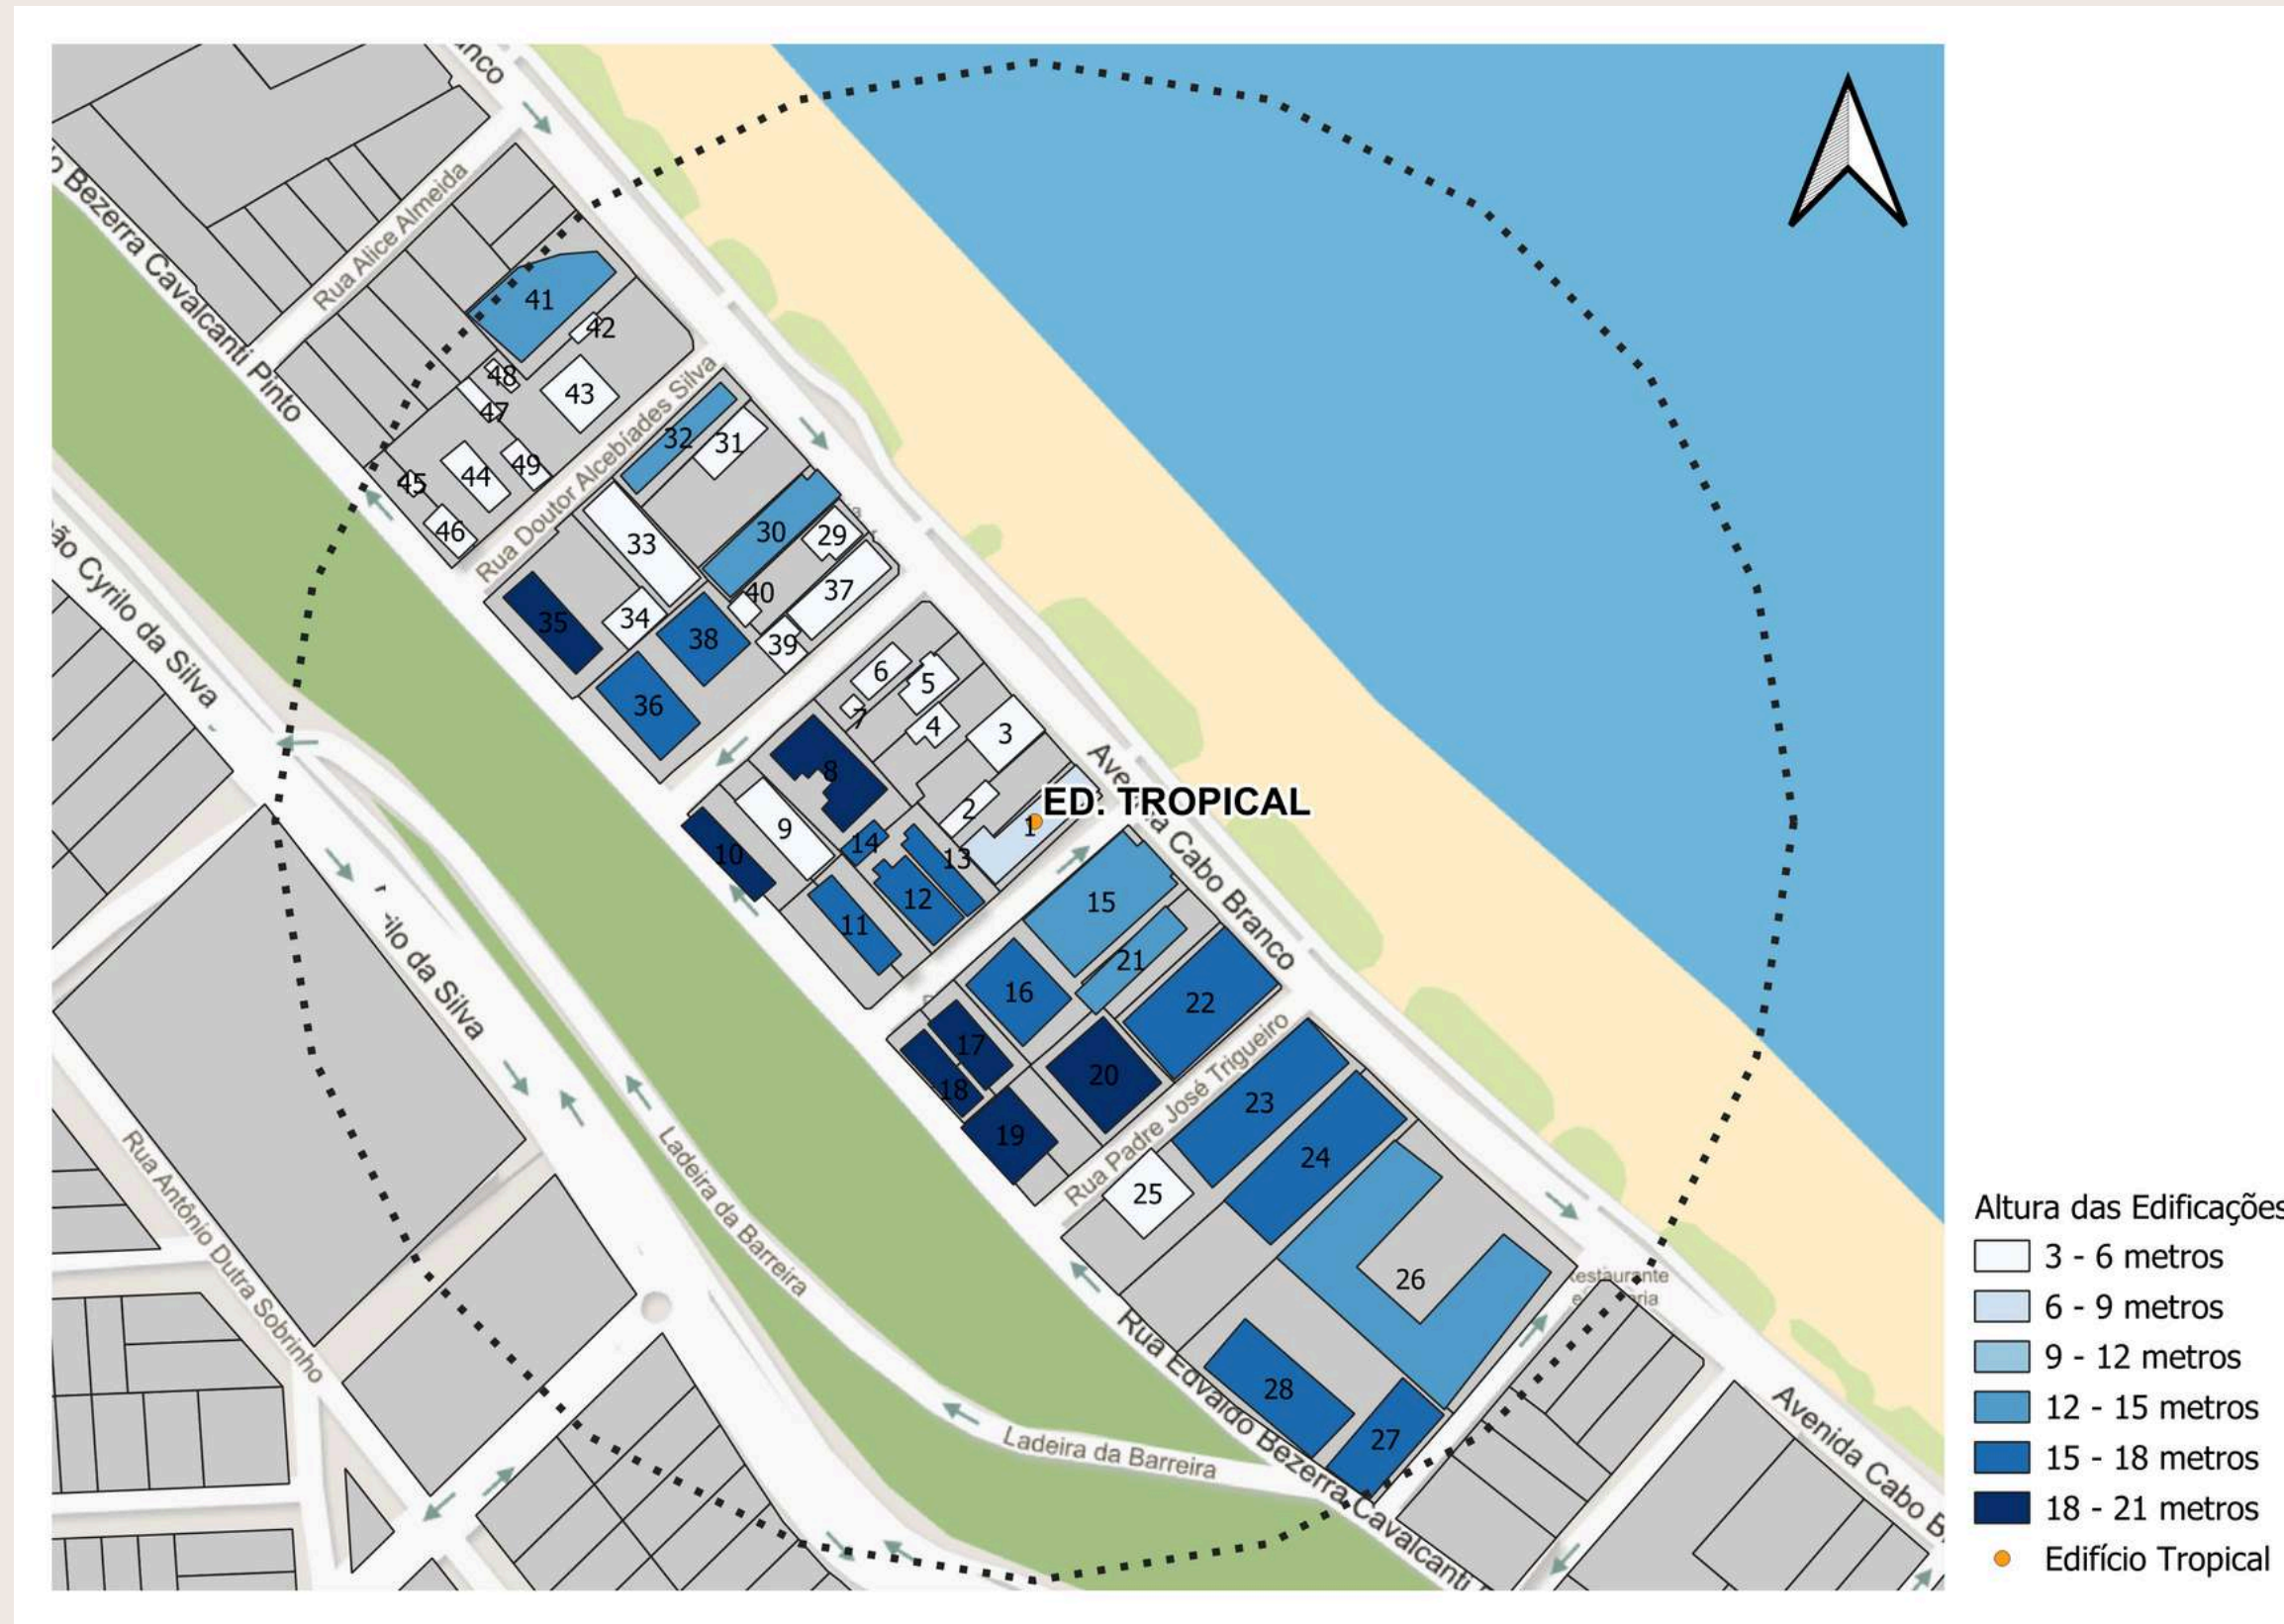 nco
o Bezerra Cavalcanti Pinto
Rua Alice Almeida
41
42
48
43
47
Rua Doutor Alcebíades Silva
32
31
49
44
45
46
ão Cyrilo da Silva
33
30
29
40
37
35
34
38
39
36
6
5
7
4
3
8
2
Avenida Cabo Branco
ED. TROPICAL
1
9
14
10
13
12
11
15
21
16
22
17
18
20
19
ilo da Silva
Rua Padre José Trigueiro
23
24
25
26
Rua Antônio Dutra Sobrinho
Ladeira da Barreira
Restaurante
28
27
Rua Edvaldo Bezerra Cavalcanti
Ladeira da Barreira
Avenida Cabo B
Altura das Edificações
3 - 6 metros
6 - 9 metros
9 - 12 metros
12 - 15 metros
15 - 18 metros
18 - 21 metros
Edifício Tropical